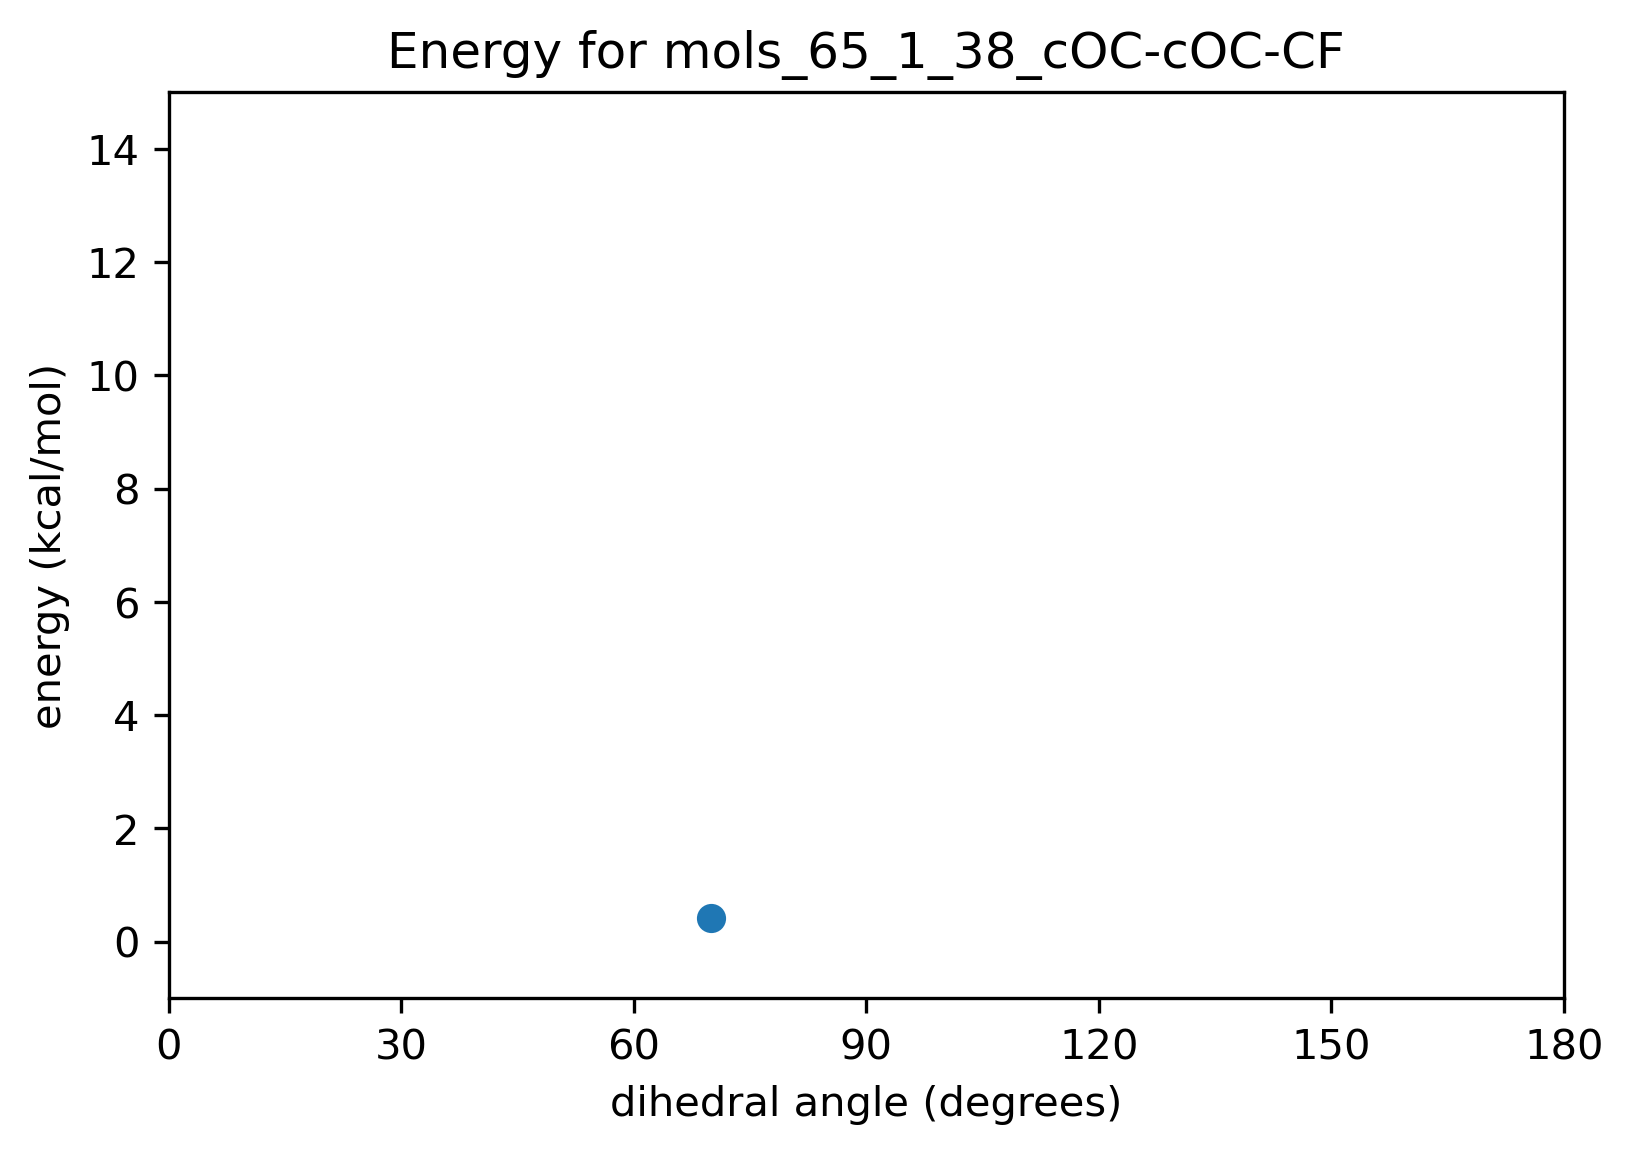 Energy for mols_65_1_38_cOC-cOC-CF
14
12
10
8
6
4
2
0
energy (kcal/mol)
0 30 60 90 120 150 180
dihedral angle (degrees)